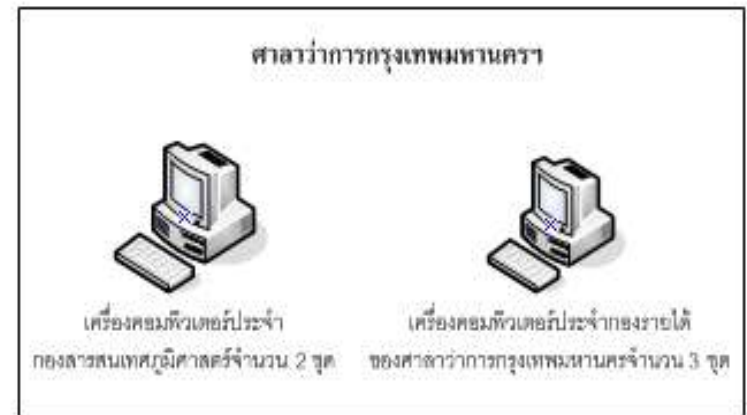 ศาลาว่าการกรุงเทพมหานครฯ
เครื่องคอมพิวเตอร์ประจำ
กองสารสนเทศภูมิศาสตร์จำนวน 2 ชุด
เครื่องคอมพิวเตอร์ประจำกองรายได้
ของศาลาว่าการกรุงเทพมหานครจำนวน 3 ชุด